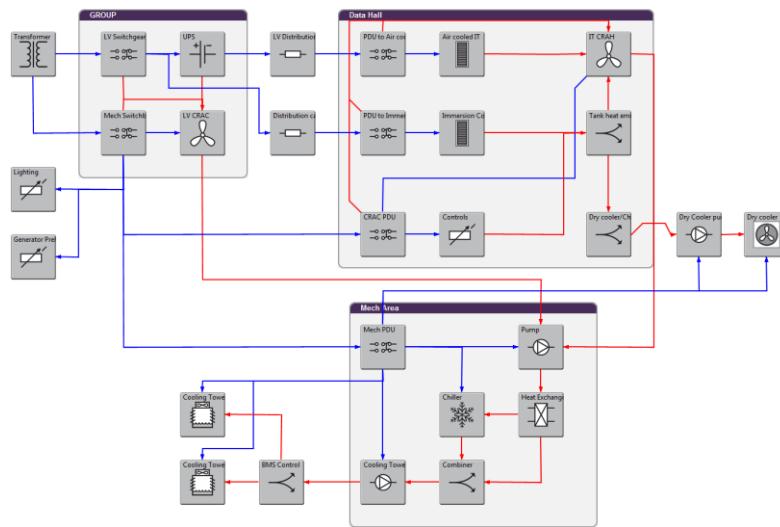 GROUP
Data Hall
Transformer
LV Switchgear
UPS
LV Distribution
PDU to Air coo
Air cooled IT
IT CRAH
Mech Switchb
LV CRAC
Distribution ca
PDU to Immer
Immersion Co
Tank heat emi
Lighting
CRAC PDU
Controls
Dry cooler/Ch
Dry Cooler pu
Dry cooler
Generator Pret
Mech Area
Mech PDU
Pump
Cooling Towe
Chiller
Heat Exchang
Cooling Towe
BMS Control
Cooling Towe
Combiner